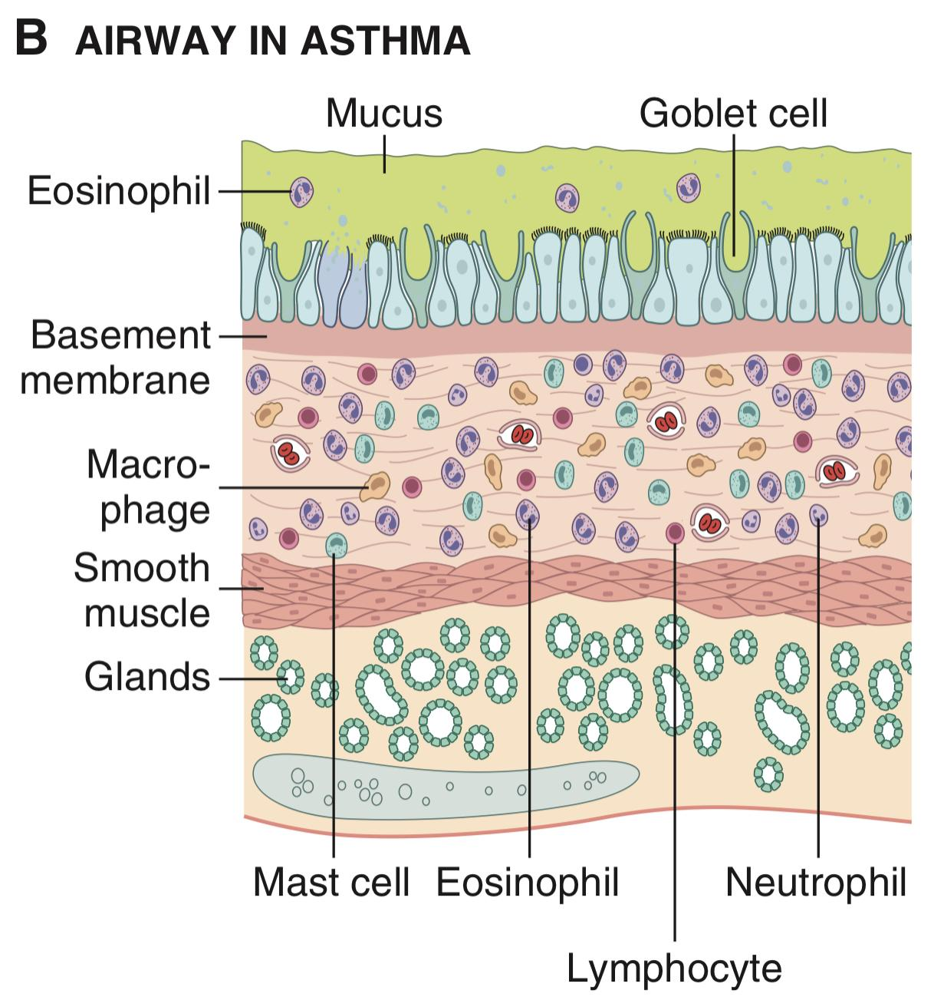 B AIRWAY IN ASTHMA
Mucus
Goblet cell
Eosinophil
Basement
membrane
Macro-
phage
Smooth
muscle
Glands
Mast cell
Eosinophil
Neutrophil
Lymphocyte